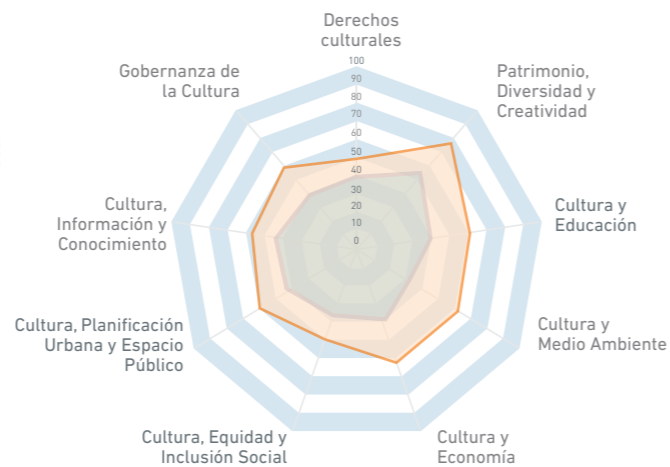 Derechos
culturales
Gobernanza de
la Cultura
Patrimonio,
Diversidad y
Creatividad
100
90
80
70
60
50
40
30
20
10
0
Cultura,
Información y
Conocimiento
Cultura y
Educación
Cultura, Planificación
Urbana y Espacio
Público
Cultura y
Medio Ambiente
Cultura, Equidad y
Inclusión Social
Cultura y
Economía